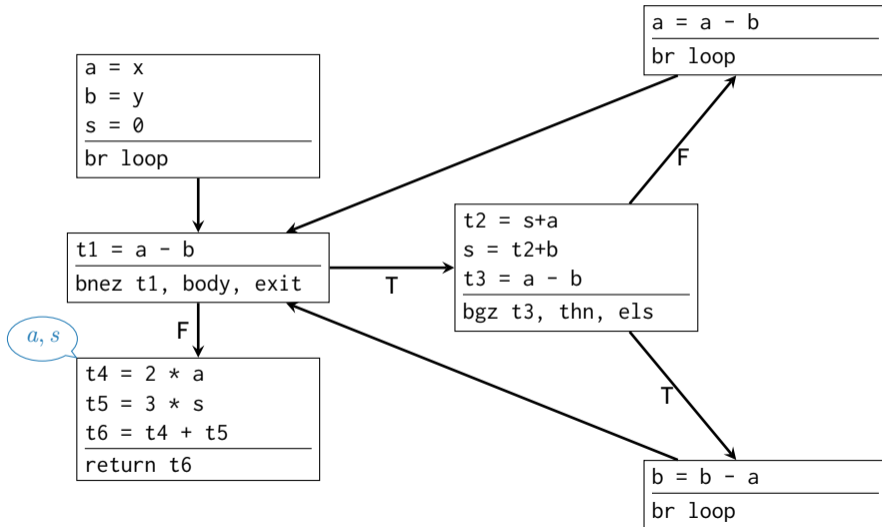 a = x
b = y
s = 0
br loop
t1 = a - b
bnez t1, body, exit
T
F
a, s
t4 = 2 * a
t5 = 3 * s
t6 = t4 + t5
return t6
t2 = s+a
s = t2+b
t3 = a - b
bgz t3, thn, els
F
a = a - b
br loop
T
b = b - a
br loop